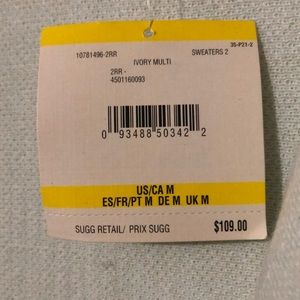 35-P21-2
10781496-2RR SWEATERS 2
IVORY MULTI
2RR -
4501160093
0 93488 50342 2
US/CA M
ES/FR/PT M DE M UK M
SUGG RETAIL/ PRIX SUGG $109.00